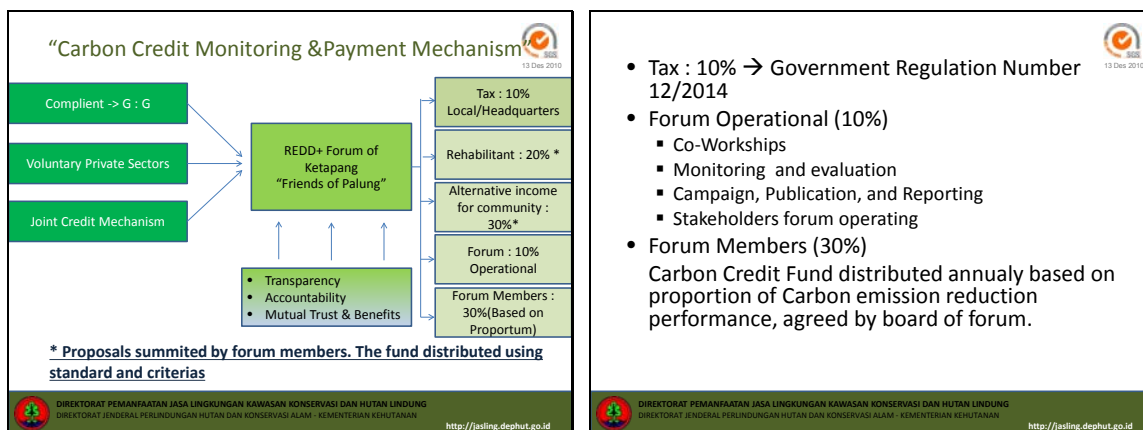 “Carbon Credit Monitoring &Payment Mechanism”
SGS
13 Des 2010
Complient -> G : G
Voluntary Private Sectors
Joint Credit Mechanism
REDD+ Forum of
Ketapang
“Friends of Palung”
• Transparency
• Accountability
• Mutual Trust & Benefits
Tax : 10%
Local/Headquarters
Rehabilitant : 20% *
Alternative income
for community :
30%*
Forum : 10%
Operational
Forum Members :
30%(Based on
Proportum)
* Proposals summited by forum members. The fund distributed using
standard and criterias
DIREKTORAT PEMANFAATAN JASA LINGKUNGAN KAWASAN KONSERVASI DAN HUTAN LINDUNG
DIREKTORAT JENDERAL PERLINDUNGAN HUTAN DAN KONSERVASI ALAM - KEMENTERIAN KEHUTANAN
http://jasling.dephut.go.id
SGS
13 Des 2010
• Tax : 10% → Government Regulation Number
12/2014
• Forum Operational (10%)
▪ Co-Workships
▪ Monitoring and evaluation
▪ Campaign, Publication, and Reporting
▪ Stakeholders forum operating
• Forum Members (30%)
Carbon Credit Fund distributed annualy based on
proportion of Carbon emission reduction
performance, agreed by board of forum.
DIREKTORAT PEMANFAATAN JASA LINGKUNGAN KAWASAN KONSERVASI DAN HUTAN LINDUNG
DIREKTORAT JENDERAL PERLINDUNGAN HUTAN DAN KONSERVASI ALAM - KEMENTERIAN KEHUTANAN
http://jasling.dephut.go.id